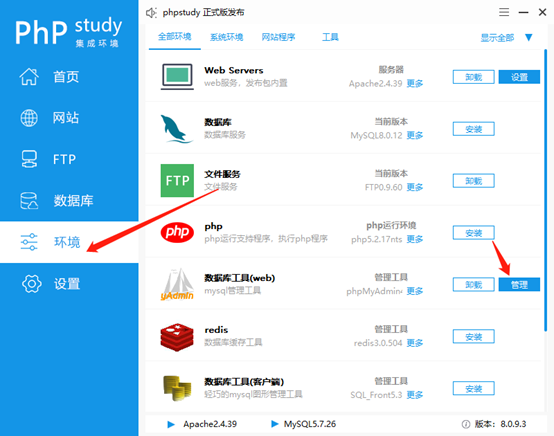 PhP study
集成环境
首页
网站
FTP
数据库
环境
设置
phpstudy 正式版发布
全部环境 系统环境 网站程序 工具 显示全部
Web Servers
web服务，发布包内置
服务器
Apache2.4.39 更多
卸载 设置
数据库
数据库服务
当前版本
MySQL8.0.12 更多
安装
FTP
文件服务
文件服务
当前版本
FTP0.9.60 更多
卸载
php
php
php运行支持程序，执行php程序
php运行环境
php5.2.17nts 更多
安装
yAdmin
数据库工具(web)
mysql管理工具
管理工具
phpMyAdmin 更多
卸载 管理
redis
数据库缓存工具
管理工具
redis3.0.504 更多
安装
数据库工具(客户端)
轻巧的mysql图形管理工具
管理工具
SQL_Front5.3 更多
安装
Apache2.4.39 MySQL5.7.26 版本: 8.0.9.3